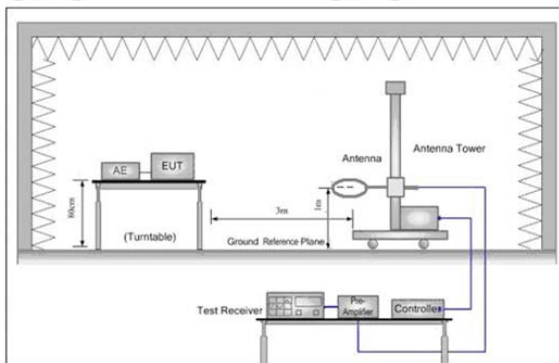 AE
EUT
Antenna
Antenna Tower
80cm
3m
1m
(Turntable)
Ground Reference Plane
Test Receiver
Pre-
Amplifier
Controller